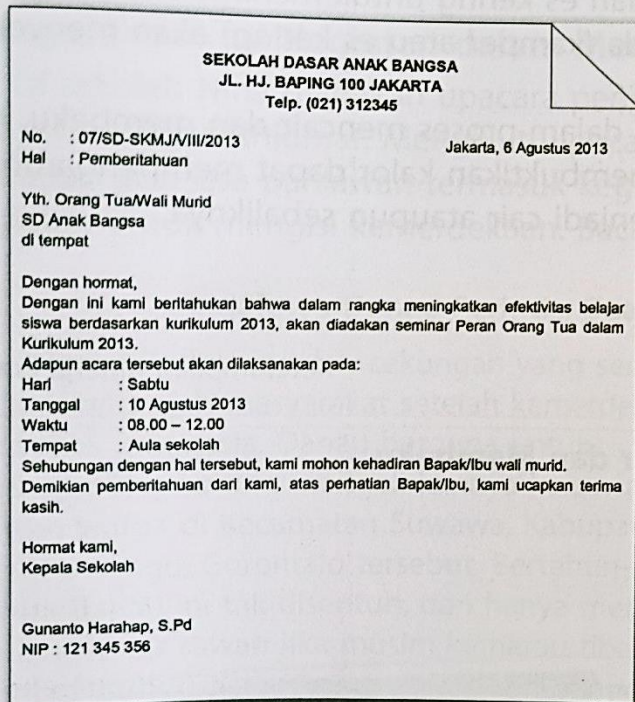 SEKOLAH DASAR ANAK BANGSA
JL. HJ. BAPING 100 JAKARTA
Telp. (021) 312345
No. : 07/SD-SKMJ/VIII/2013
Jakarta, 6 Agustus 2013
Hal : Pemberitahuan
Yth. Orang Tua/Wali Murid
SD Anak Bangsa
di tempat
Dengan hormat,
Dengan ini kami beritahukan bahwa dalam rangka meningkatkan efektivitas belajar
siswa berdasarkan kurikulum 2013, akan diadakan seminar Peran Orang Tua dalam
Kurikulum 2013.
Adapun acara tersebut akan dilaksanakan pada:
Hari : Sabtu
Tanggal : 10 Agustus 2013
Waktu : 08.00 – 12.00
Tempat : Aula sekolah
Sehubungan dengan hal tersebut, kami mohon kehadiran Bapak/Ibu wali murid.
Demikian pemberitahuan dari kami, atas perhatian Bapak/Ibu, kami ucapkan terima
kasih.
Hormat kami,
Kepala Sekolah
Gunanto Harahap, S.Pd
NIP : 121 345 356